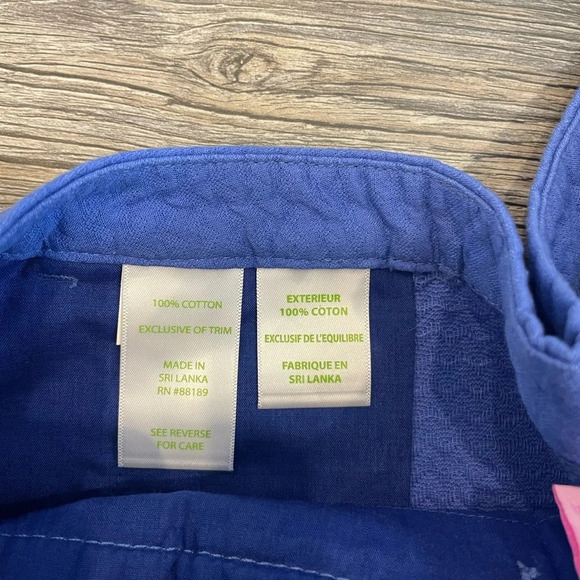 100% COTTON
EXCLUSIVE OF TRIM
MADE IN
SRI LANKA
RN #88189
SEE REVERSE
FOR CARE
EXTERIEUR
100% COTON
EXCLUSIF DE L'EQUILIBRE
FABRIQUE EN
SRI LANKA